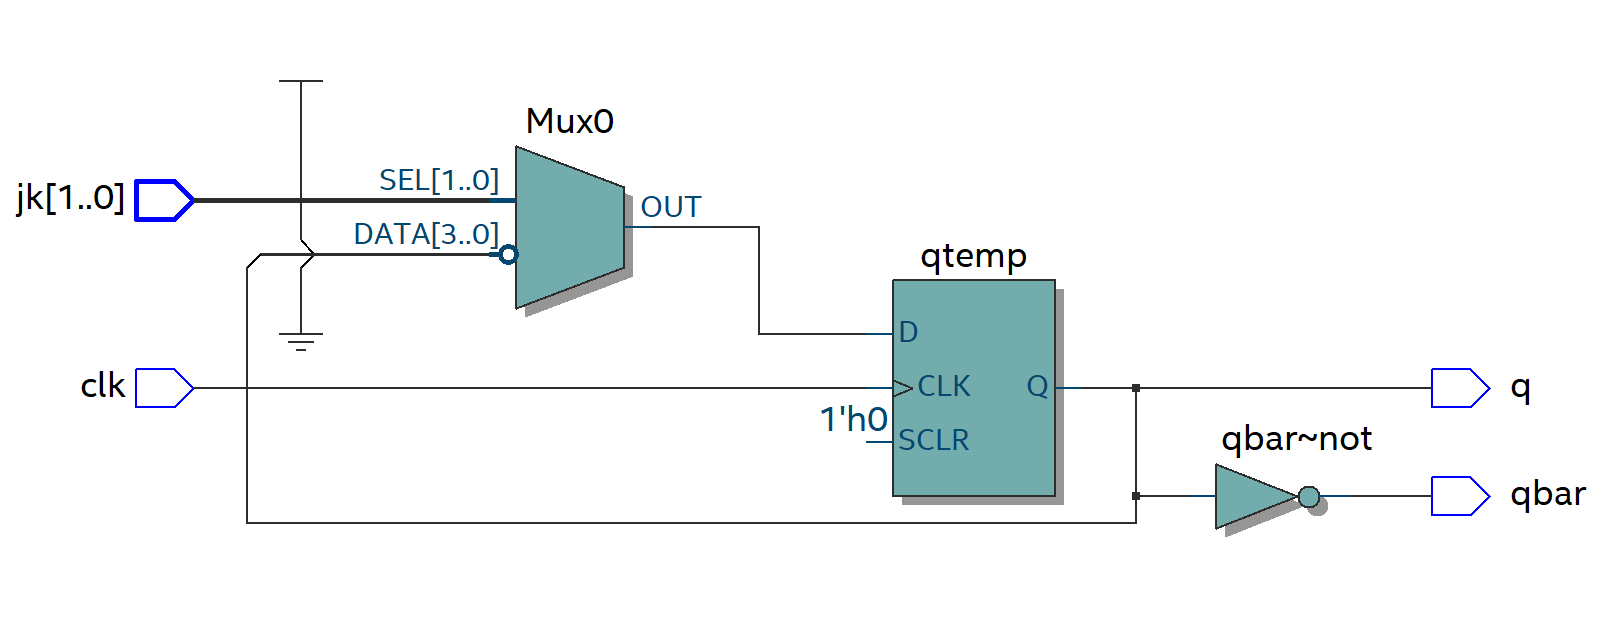 Mux0
jk[1..0]
SEL[1..0]
DATA[3..0]
OUT
qtemp
D
clk
CLK
Q
q
1'h0
SCLR
qbar~not
qbar